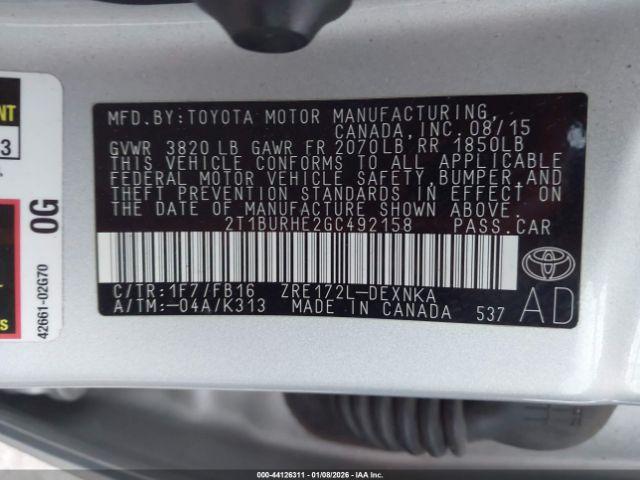 MFD.BY:TOYOTA MOTOR MANUFACTURING,
CANADA, INC. 08/15
GVWR 3820 LB GAWR FR 2070LB, RR 1850LB
THIS VEHICLE CONFORMS TO ALL APPLICABLE
FEDERAL MOTOR VEHICLE SAFETY, BUMPER, AND
THEFT PREVENTION STANDARDS IN EFFECT ON
THE DATE OF MANUFACTURE SHOWN ABOVE.
2T1BURHE2GC492158 PASS.CAR
C/TR:1F7/FB16 ZRE172L-DEXNKA
A/TM:-04A/K313 MADE IN CANADA 537
AD
0G
42661-02G70
000-44126311 - 01/08/2026 - IAA Inc.